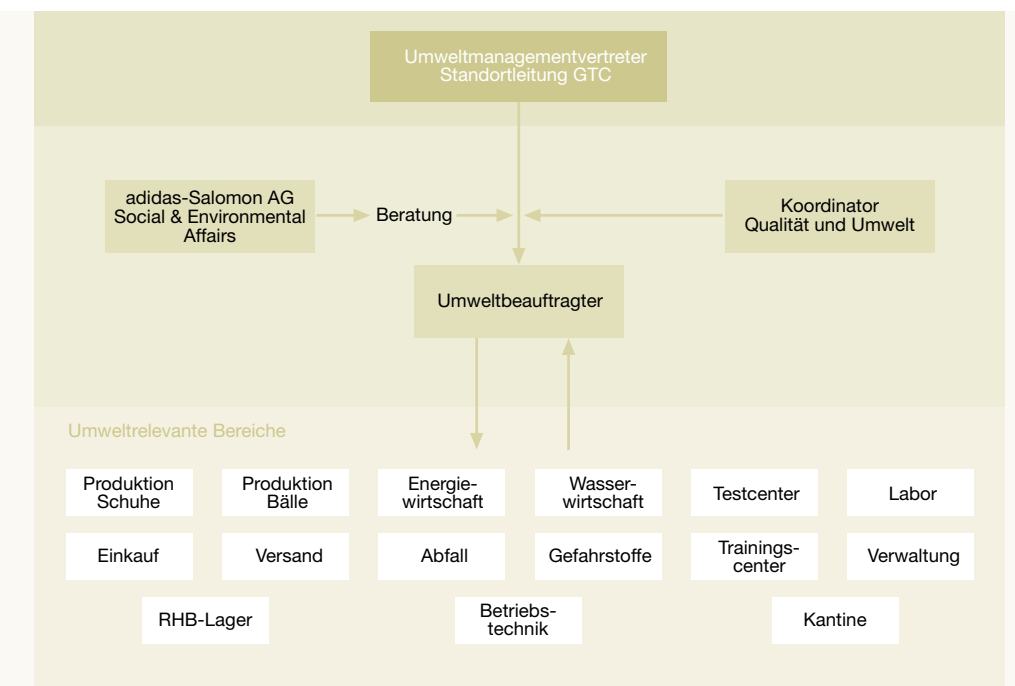 Umweltmanagementvertreter
Standortleitung GTC
adidas-Salomon AG
Social & Environmental
Affairs
Beratung
Koordinator
Qualität und Umwelt
Umweltbeauftragter
Umweltrelevante Bereiche
Produktion
Schuhe
Produktion
Bälle
Energie-
wirtschaft
Wasser-
wirtschaft
Testcenter
Labor
Einkauf
Versand
Abfall
Gefahrstoffe
Trainings-
center
Verwaltung
RHB-Lager
Betriebs-
technik
Kantine